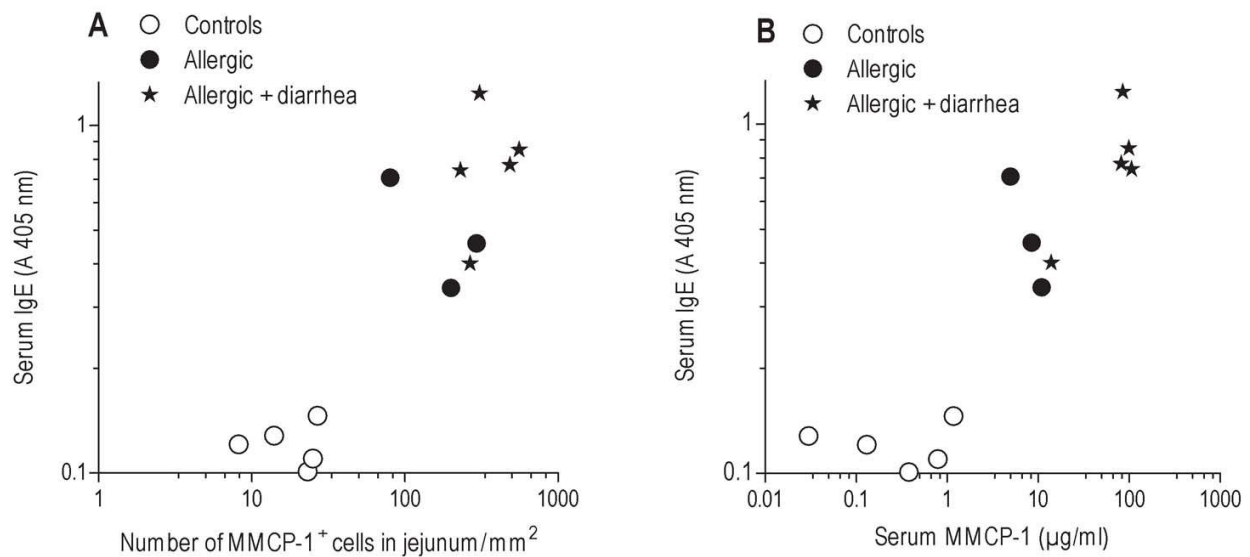 A
Controls
Allergic
Allergic + diarrhea
1
0.1
Serum IgE (A 405 nm)
1 10 100 1000
Number of MMCP-1⁺ cells in jejunum/mm²
B
Controls
Allergic
Allergic + diarrhea
1
0.1
Serum IgE (A 405 nm)
0.01 0.1 1 10 100 1000
Serum MMCP-1 (µg/ml)